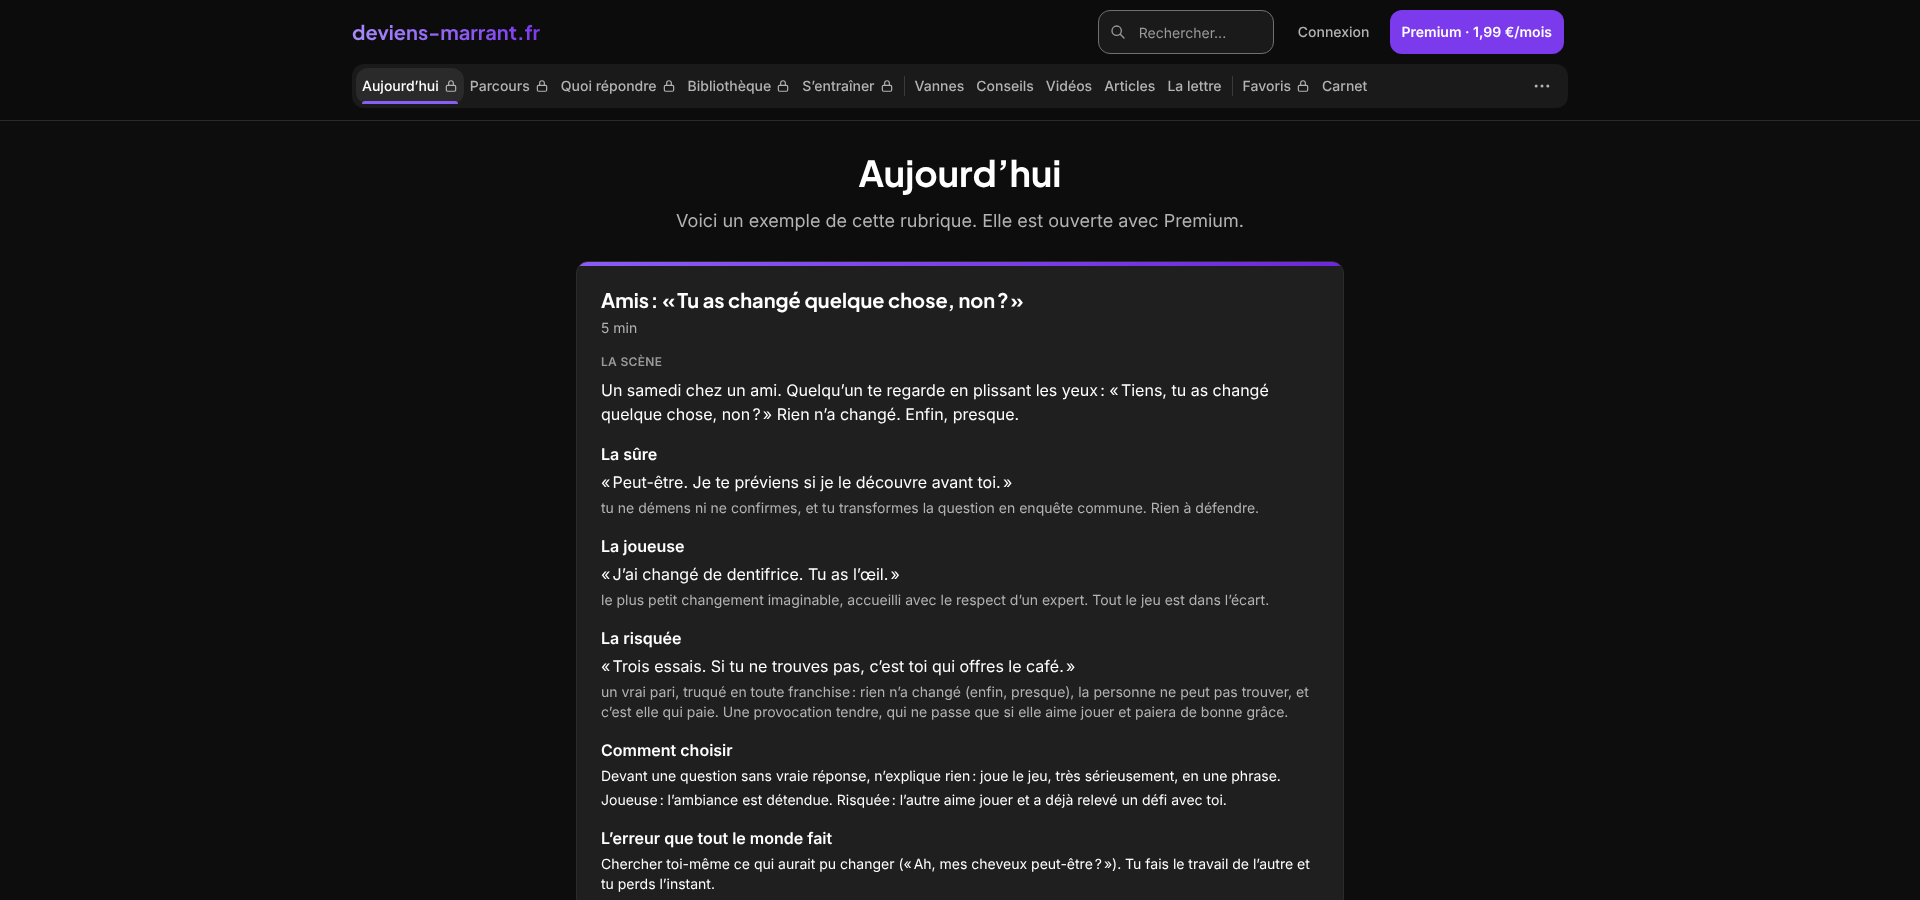 deviens-marrant.fr
Rechercher...
Connexion
Premium · 1,99 €/mois
Aujourd’hui
Parcours
Quoi répondre
Bibliothèque
S’entraîner
Vannes
Conseils
Vidéos
Articles
La lettre
Favoris
Carnet
Aujourd’hui
Voici un exemple de cette rubrique. Elle est ouverte avec Premium.
Amis : « Tu as changé quelque chose, non ? »
5 min
LA SCÈNE
Un samedi chez un ami. Quelqu’un te regarde en plissant les yeux : « Tiens, tu as changé
quelque chose, non ? » Rien n’a changé. Enfin, presque.
La sûre
« Peut-être. Je te préviens si je le découvre avant toi. »
tu ne démens ni ne confirmes, et tu transformes la question en enquête commune. Rien à défendre.
La joueuse
« J’ai changé de dentifrice. Tu as l’œil. »
le plus petit changement imaginable, accueilli avec le respect d’un expert. Tout le jeu est dans l’écart.
La risquée
« Trois essais. Si tu ne trouves pas, c’est toi qui offres le café. »
un vrai pari, truqué en toute franchise : rien n’a changé (enfin, presque), la personne ne peut pas trouver, et
c’est elle qui paie. Une provocation tendre, qui ne passe que si elle aime jouer et paiera de bonne grâce.
Comment choisir
Devant une question sans vraie réponse, n’explique rien : joue le jeu, très sérieusement, en une phrase.
Joueuse : l’ambiance est détendue. Risquée : l’autre aime jouer et a déjà relevé un défi avec toi.
L’erreur que tout le monde fait
Chercher toi-même ce qui aurait pu changer (« Ah, mes cheveux peut-être ? »). Tu fais le travail de l’autre et
tu perds l’instant.